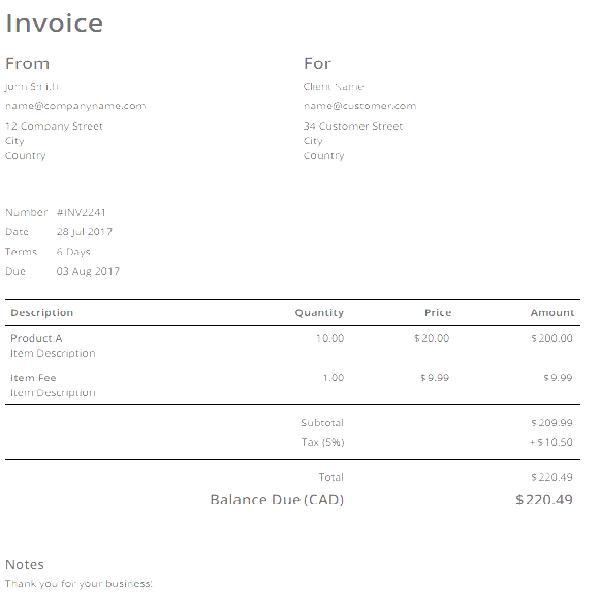 Invoice
From
For
John Smith
Client Name
name@companyname.com
name@customer.com
12 Company Street
34 Customer Street
City
City
Country
Country
Number #INV2241
Date 28 Jul 2017
Terms 6 Days
Due 03 Aug 2017
Description Quantity Price Amount
Product A 10.00 $20.00 $200.00
Item Description
Item Fee 1.00 $9.99 $9.99
Item Description
Subtotal $209.99
Tax (5%) +$10.50
Total $220.49
Balance Due (CAD) $220.49
Notes
Thank you for your business!